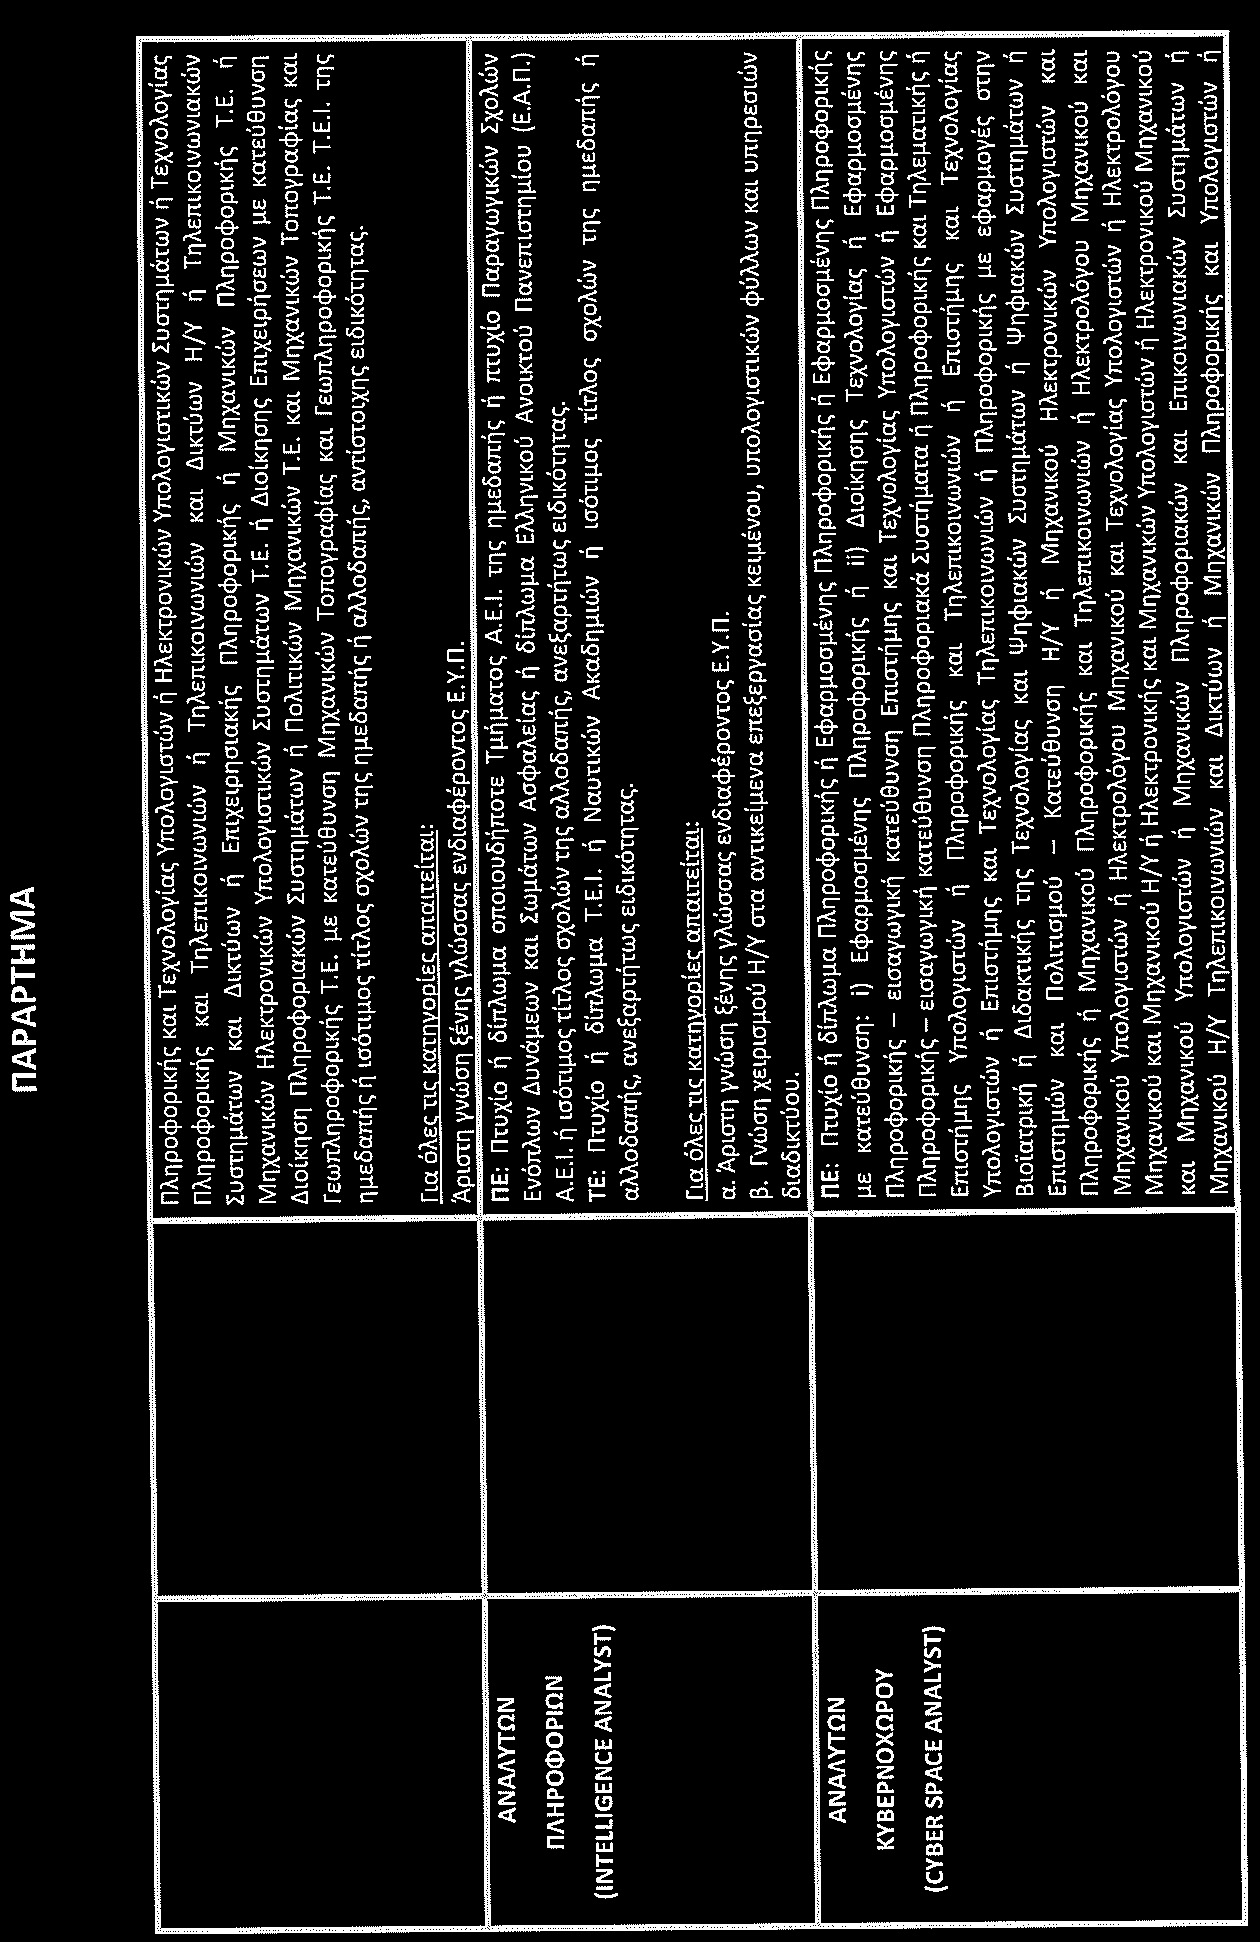 ΠΑΡΑΡΤΗΜΑ
Πληροφορικής και Τεχνολογίας Υπολογιστών ή Ηλεκτρονικών Υπολογιστικών Συστημάτων ή Τεχνολογίας
Πληροφορικής και Τηλεπικοινωνιών ή Τηλεπικοινωνιών και Δικτύων Η/Υ ή Τηλεπικοινωνιακών
Συστημάτων και Δικτύων ή Επιχειρησιακής Πληροφορικής ή Μηχανικών Πληροφορικής Τ.Ε. ή
Μηχανικών Ηλεκτρονικών Υπολογιστικών Συστημάτων Τ.Ε. ή Διοίκησης Επιχειρήσεων με κατεύθυνση
Διοίκηση Πληροφοριακών Συστημάτων ή Πολιτικών Μηχανικών Τ.Ε. και Μηχανικών Τοπογραφίας και
Γεωπληροφορικής Τ.Ε. με κατεύθυνση Μηχανικών Τοπογραφίας και Γεωπληροφορικής Τ.Ε. Τ.Ε.Ι. της
ημεδαπής ή ισότιμος τίτλος σχολών της ημεδαπής ή αλλοδαπής, αντίστοιχης ειδικότητας.
Για όλες τις κατηγορίες απαιτείται:
Άριστη γνώση ξένης γλώσσας ενδιαφέροντος Ε.Υ.Π.
ΑΝΑΛΥΤΩΝ
ΠΛΗΡΟΦΟΡΙΩΝ
(INTELLIGENCE ANALYST)
ΠΕ: Πτυχίο ή δίπλωμα οποιουδήποτε Τμήματος Α.Ε.Ι. της ημεδαπής ή πτυχίο Παραγωγικών Σχολών
Ενόπλων Δυνάμεων και Σωμάτων Ασφαλείας ή δίπλωμα Ελληνικού Ανοικτού Πανεπιστημίου (Ε.Α.Π.)
Α.Ε.Ι. ή ισότιμος τίτλος σχολών της αλλοδαπής, ανεξαρτήτως ειδικότητας.
ΤΕ: Πτυχίο ή δίπλωμα Τ.Ε.Ι. ή Ναυτικών Ακαδημιών ή ισότιμος τίτλος σχολών της ημεδαπής ή
αλλοδαπής, ανεξαρτήτως ειδικότητας.
Για όλες τις κατηγορίες απαιτείται:
α. Άριστη γνώση ξένης γλώσσας ενδιαφέροντος Ε.Υ.Π.
β. Γνώση χειρισμού Η/Υ στα αντικείμενα επεξεργασίας κειμένου, υπολογιστικών φύλλων και υπηρεσιών
διαδικτύου.
ΑΝΑΛΥΤΩΝ
ΚΥΒΕΡΝΟΧΩΡΟΥ
(CYBER SPACE ANALYST)
ΠΕ: Πτυχίο ή δίπλωμα Πληροφορικής ή Εφαρμοσμένης Πληροφορικής ή Εφαρμοσμένης Πληροφορικής
με κατεύθυνση: i) Εφαρμοσμένης Πληροφορικής ή ii) Διοίκησης Τεχνολογίας ή Εφαρμοσμένης
Πληροφορικής – εισαγωγική κατεύθυνση Επιστήμης και Τεχνολογίας Υπολογιστών ή Εφαρμοσμένης
Πληροφορικής – εισαγωγική κατεύθυνση Πληροφοριακά Συστήματα ή Πληροφορικής και Τηλεματικής ή
Επιστήμης Υπολογιστών ή Πληροφορικής και Τηλεπικοινωνιών ή Επιστήμης και Τεχνολογίας
Υπολογιστών ή Επιστήμης και Τεχνολογίας Τηλεπικοινωνιών ή Πληροφορικής με εφαρμογές στην
Βιοϊατρική ή Διδακτικής της Τεχνολογίας και Ψηφιακών Συστημάτων ή Ψηφιακών Συστημάτων ή
Επιστημών και Πολιτισμού – Κατεύθυνση Η/Υ ή Μηχανικού Ηλεκτρονικών Υπολογιστών και
Πληροφορικής ή Μηχανικού Πληροφορικής και Τηλεπικοινωνιών ή Ηλεκτρολόγου Μηχανικού και
Μηχανικού Υπολογιστών ή Ηλεκτρολόγου Μηχανικού και Τεχνολογίας Υπολογιστών ή Ηλεκτρολόγου
Μηχανικού και Μηχανικού Η/Υ ή Ηλεκτρονικής και Μηχανικών Υπολογιστών ή Ηλεκτρονικού Μηχανικού
και Μηχανικού Υπολογιστών ή Μηχανικών Πληροφοριακών και Επικοινωνιακών Συστημάτων ή
Μηχανικού Η/Υ Τηλεπικοινωνιών και Δικτύων ή Μηχανικών Πληροφορικής και Υπολογιστών ή